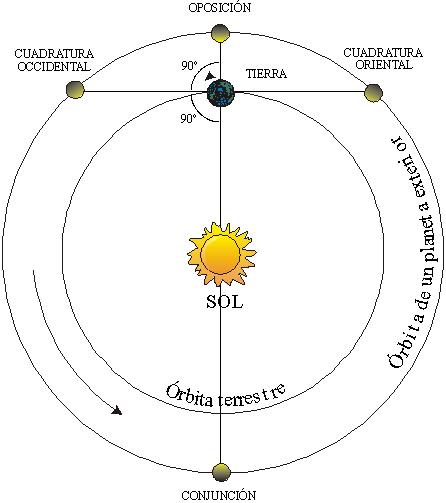 OPOSICIÓN
CUADRATURA
OCCIDENTAL
CUADRATURA
ORIENTAL
90°
TIERRA
90°
Órbita de un planeta exterior
SOL
Órbita terrestre
CONJUNCIÓN